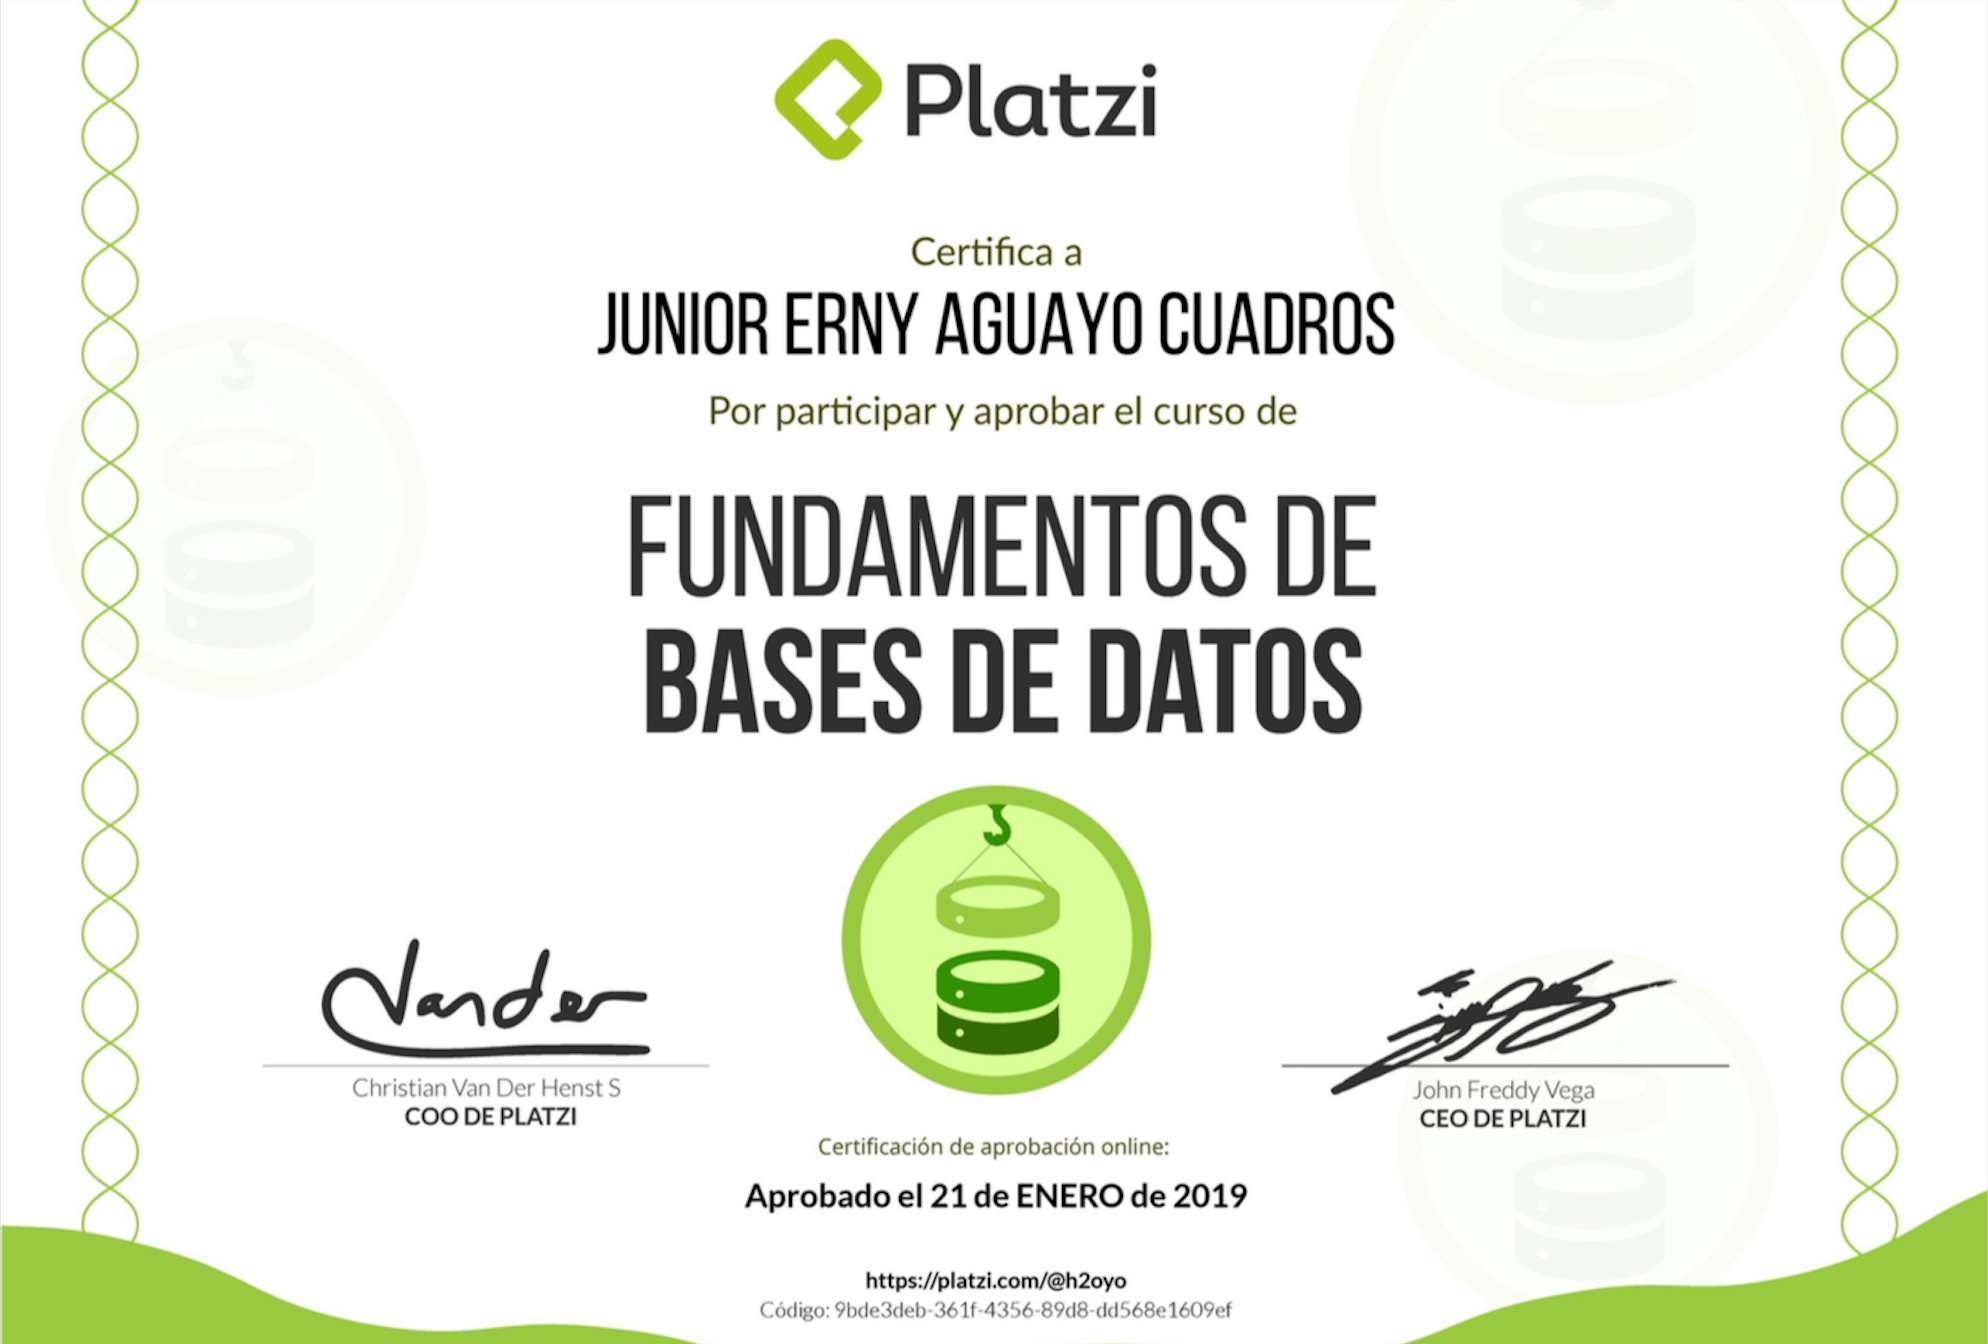 Platzi
Certifica a
JUNIOR ERNY AGUAYO CUADROS
Por participar y aprobar el curso de
FUNDAMENTOS DE
BASES DE DATOS
Vander
Christian Van Der Henst S
COO DE PLATZI
John Freddy Vega
CEO DE PLATZI
Certificación de aprobación online:
Aprobado el 21 de ENERO de 2019
https://platzi.com/@h2oyo
Código: 9bde3deb-361f-4356-89d8-dd568e1609ef